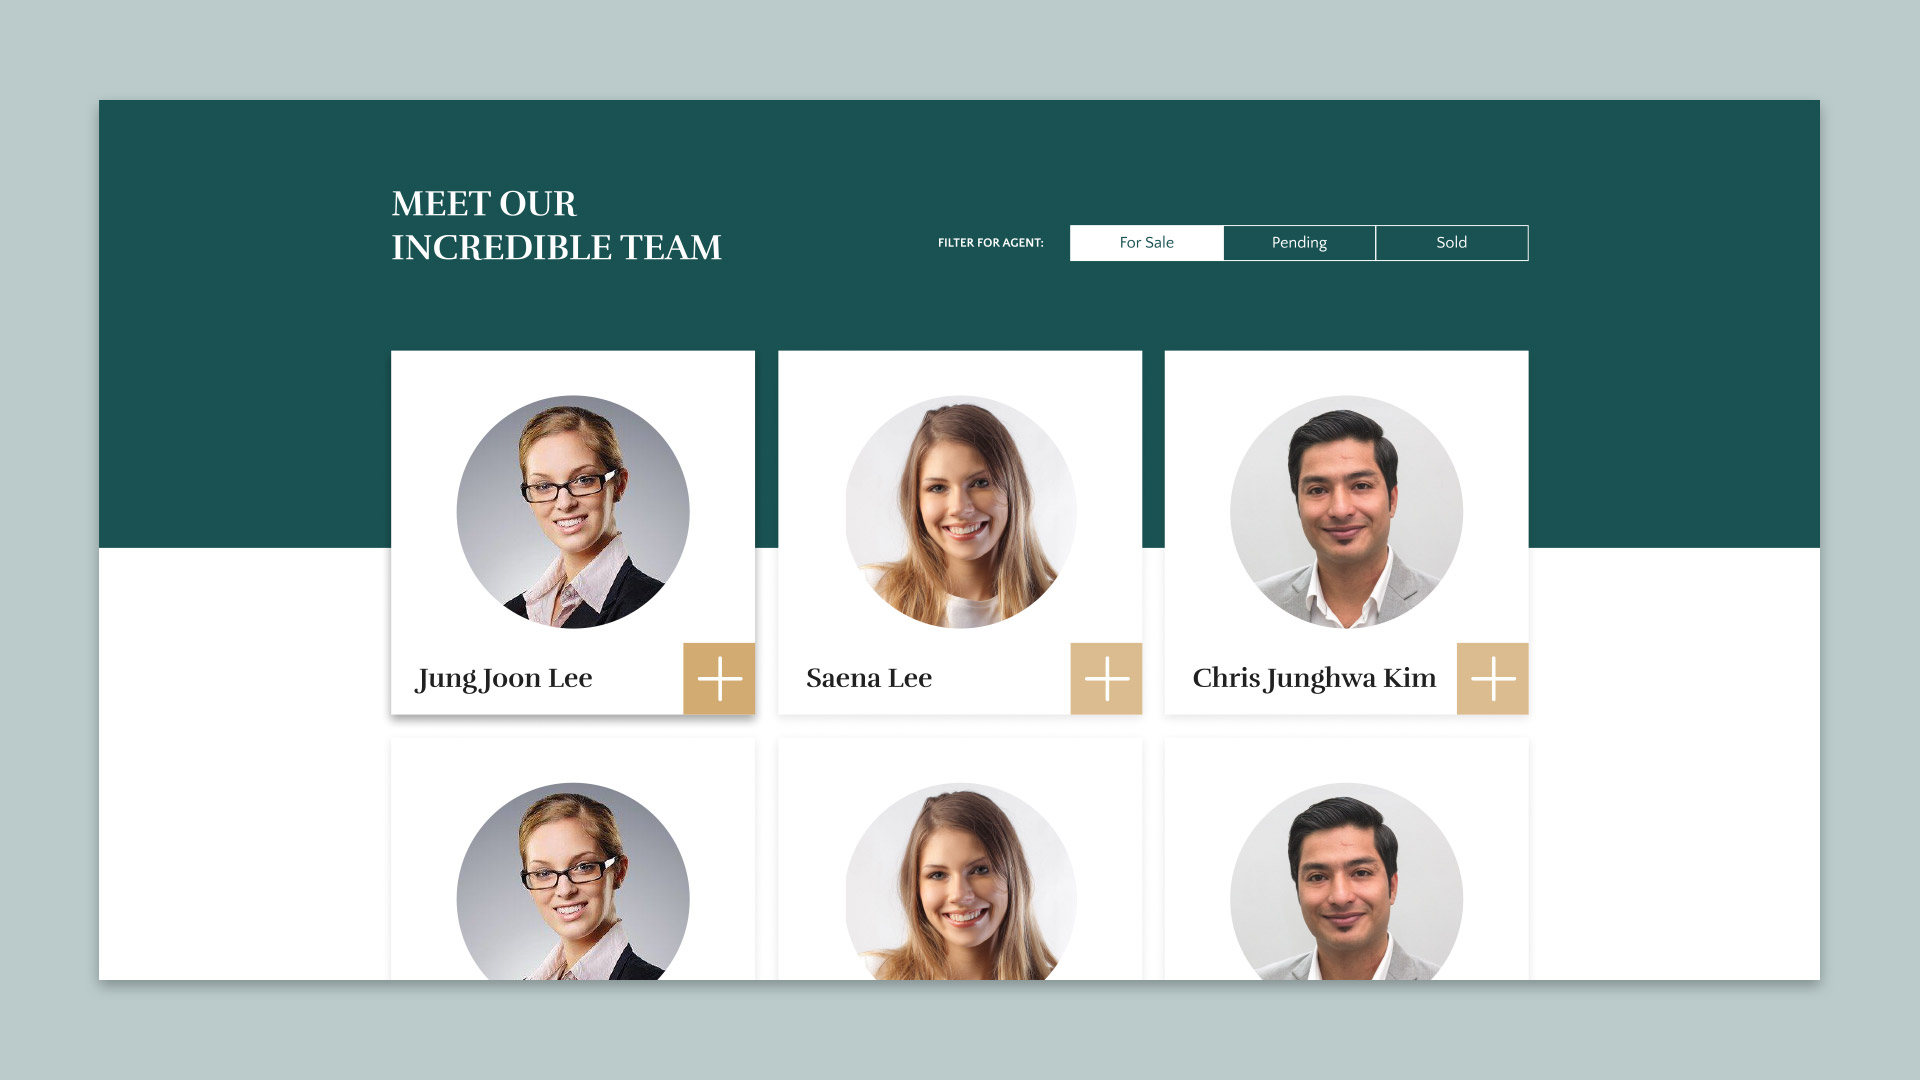 MEET OUR
INCREDIBLE TEAM
FILTER FOR AGENT:
For Sale
Pending
Sold
Jung Joon Lee
Saena Lee
Chris Junghwa Kim